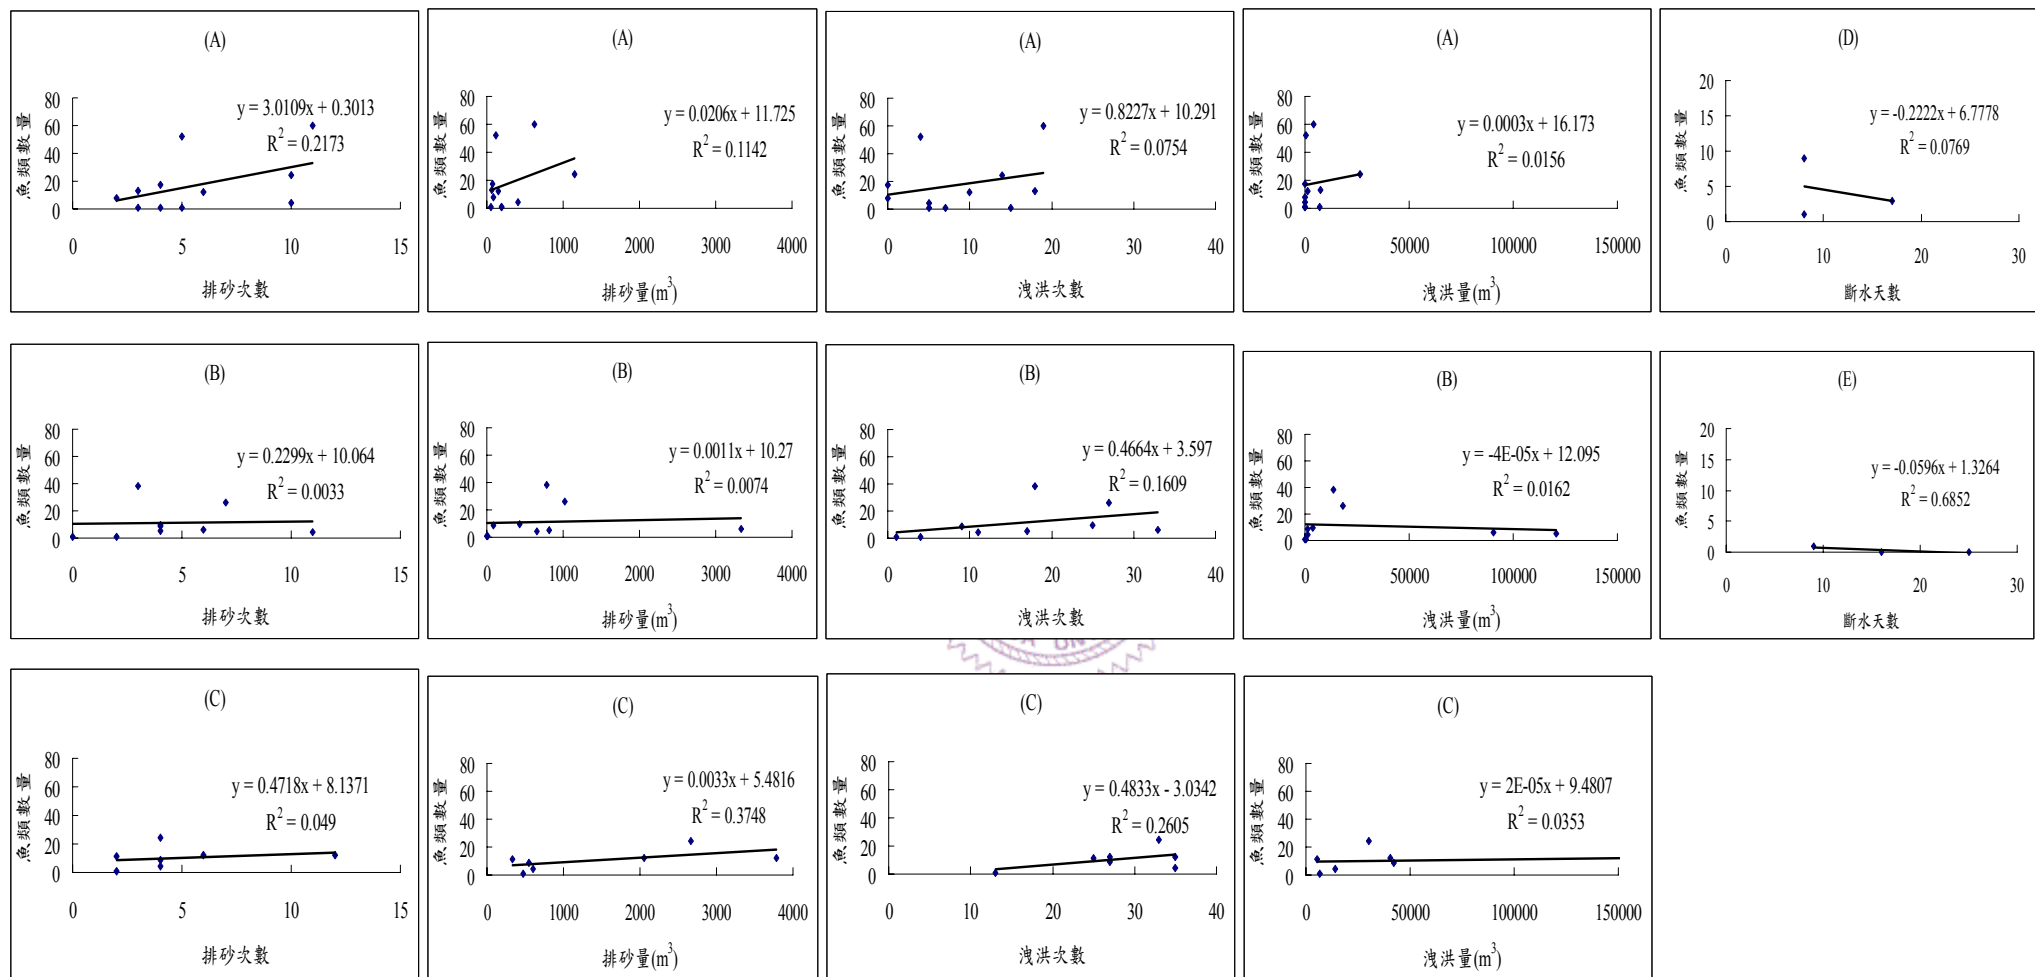 (A)
魚類數量
80
60
40
20
0
y = 3.0109x + 0.3013
R² = 0.2173
0 5 10 15
排砂次數
(A)
80
60
40
20
0
y = 0.0206x + 11.725
R² = 0.1142
0 1000 2000 3000 4000
排砂量(m³)
(A)
魚類數量
80
60
40
20
0
y = 0.8227x + 10.291
R² = 0.0754
0 10 20 30 40
洩洪次數
(A)
魚類數量
80
60
40
20
0
y = 0.0003x + 16.173
R² = 0.0156
0 50000 100000 150000
洩洪量(m³)
(D)
魚類數量
20
15
10
5
0
y = -0.2222x + 6.7778
R² = 0.0769
0 10 20 30
斷水天數
(B)
魚類數量
80
60
40
20
0
y = 0.2299x + 10.064
R² = 0.0033
0 5 10 15
排砂次數
(B)
魚類數量
80
60
40
20
0
y = 0.0011x + 10.27
R² = 0.0074
0 1000 2000 3000 4000
排砂量(m³)
(B)
魚類數量
80
60
40
20
0
y = 0.4664x + 3.597
R² = 0.1609
0 10 20 30 40
洩洪次數
(B)
魚類數量
80
60
40
20
0
y = -4E-05x + 12.095
R² = 0.0162
0 50000 100000 150000
洩洪量(m³)
(E)
魚類數量
20
15
10
5
0
y = -0.0596x + 1.3264
R² = 0.6852
0 10 20 30
斷水天數
(C)
魚類數量
80
60
40
20
0
y = 0.4718x + 8.1371
R² = 0.049
0 5 10 15
排砂次數
(C)
魚類數量
80
60
40
20
0
y = 0.0033x + 5.4816
R² = 0.3748
0 1000 2000 3000 4000
排砂量(m³)
(C)
魚類數量
80
60
40
20
0
y = 0.4833x - 3.0342
R² = 0.2605
0 10 20 30 40
洩洪次數
(C)
魚類數量
80
60
40
20
0
y = 2E-05x + 9.4807
R² = 0.0353
0 50000 100000 150000
洩洪量(m³)